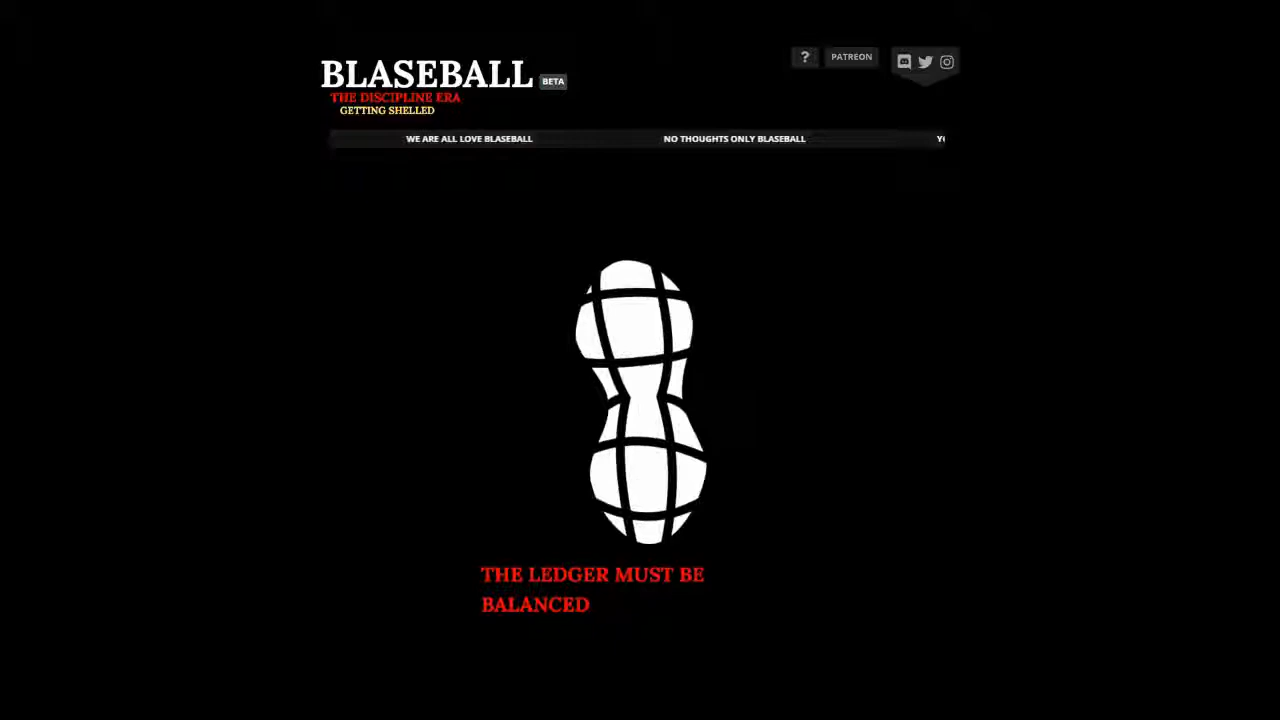 BLASEBALL BETA
? PATREON
THE DISCIPLINE ERA
GETTING SHELLED
WE ARE ALL LOVE BLASEBALL NO THOUGHTS ONLY BLASEBALL
THE LEDGER MUST BE
BALANCED